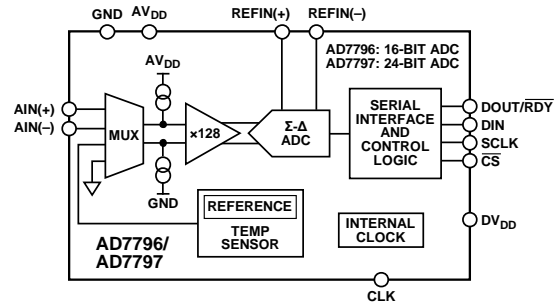 GND AVDD REFIN(+) REFIN(–)
AVDD
AD7796: 16-BIT ADC
AD7797: 24-BIT ADC
AIN(+)
AIN(–)
MUX
×128
Σ-Δ
ADC
SERIAL
INTERFACE
AND
CONTROL
LOGIC
DOUT/RDY
DIN
SCLK
CS
GND
REFERENCE
TEMP
SENSOR
INTERNAL
CLOCK
DVDD
AD7796/
AD7797
CLK